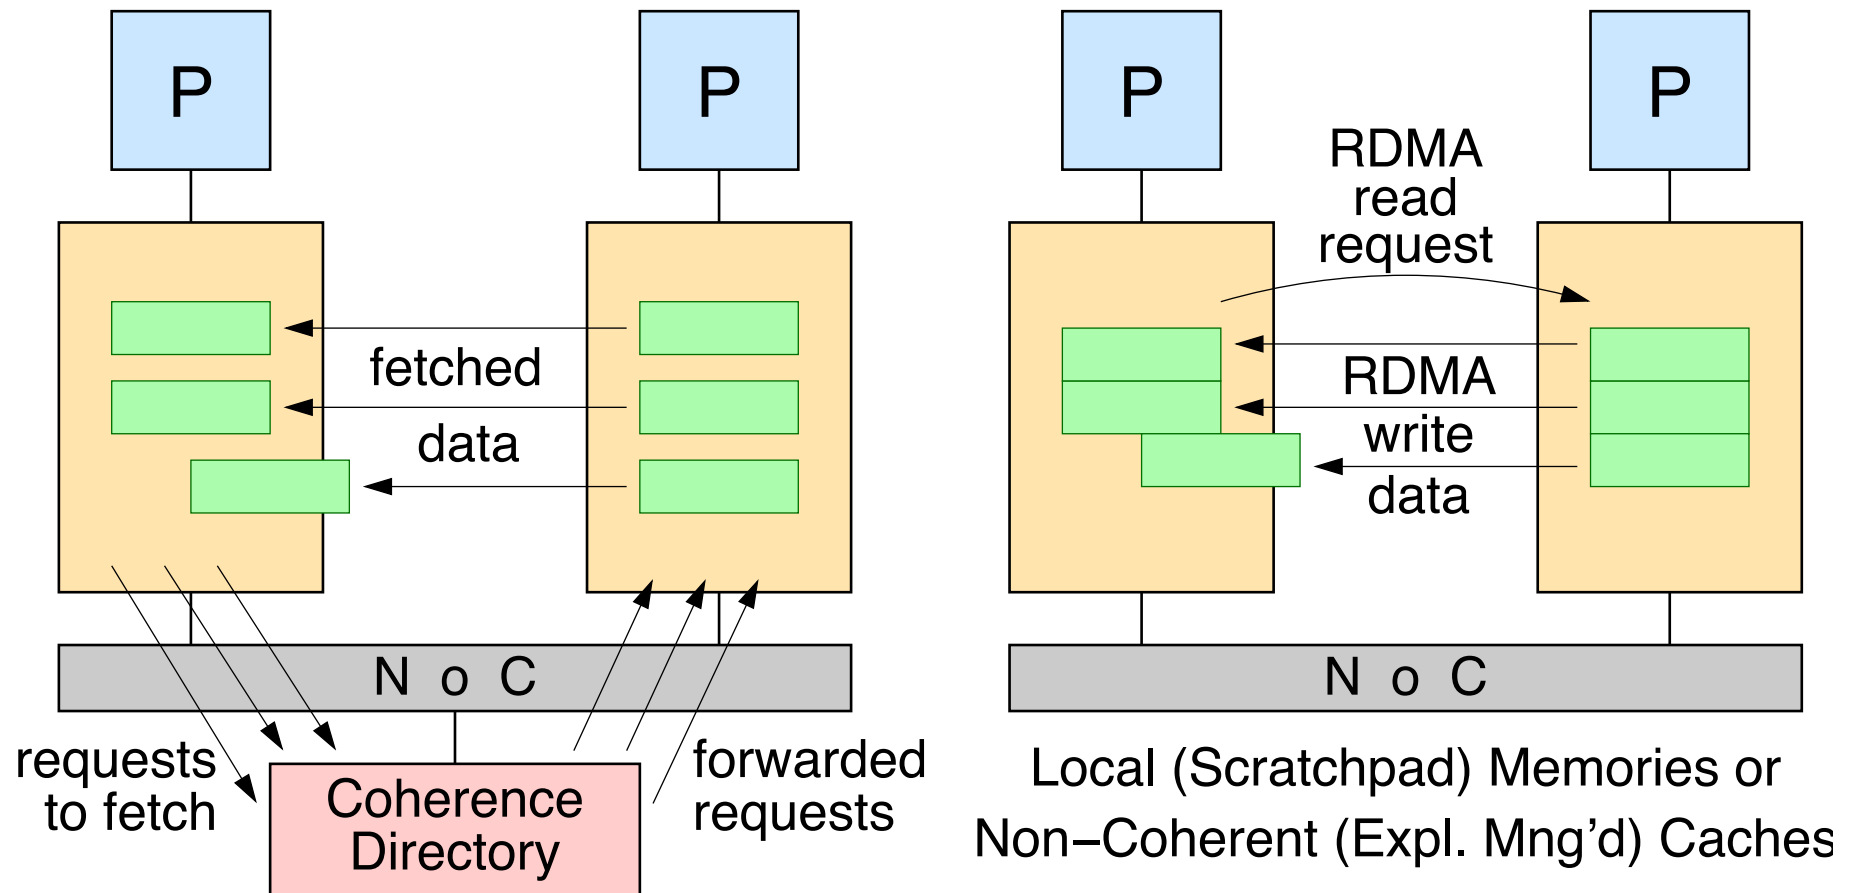 P
P
fetched
data
N o C
requests
to fetch
forwarded
requests
Coherence
Directory
P
P
RDMA
read
request
RDMA
write
data
N o C
Local (Scratchpad) Memories or
Non−Coherent (Expl. Mng'd) Caches